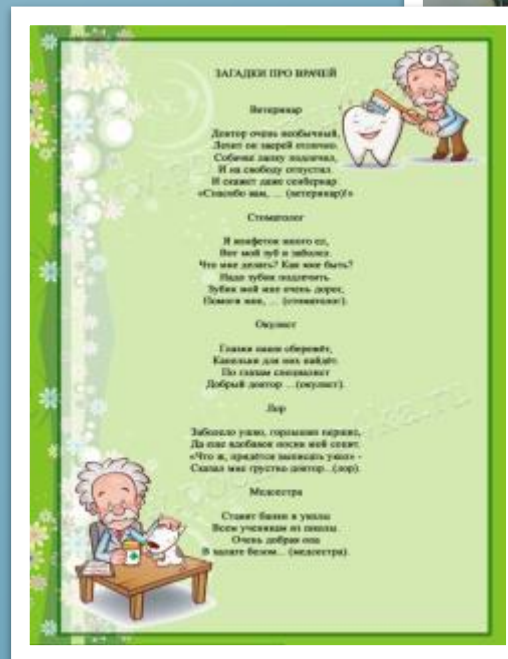 ЗАГАДКИ ПРО ВРАЧЕЙ
Ветеринар
Доктор очень необычный,
Лечит он зверей отлично.
Собачке лапку подлечил,
И на свободу отпустил.
И скажет даже сенбернар:
«Спасибо вам, ... (ветеринар)!»
Стоматолог
Я конфеток много ел,
Вот мой зуб и заболел.
Что мне делать? Как мне быть?
Надо зубик подлечить.
Зубик мой мне очень дорог,
Помоги мне, ... (стоматолог).
Окулист
Глазки наши сбережёт,
Капельки для них найдёт.
По глазам специалист
Добрый доктор ... (окулист).
Лор
Заболело ушко, горлышко першит,
Да еще вдобавок носик мой сопит.
«Что ж, придётся выписать укол» -
Сказал мне грустно доктор...(лор).
Медсестра
Ставит банки и уколы
Всем ученикам из школы.
Очень добрая она
В халате белом... (медсестра).